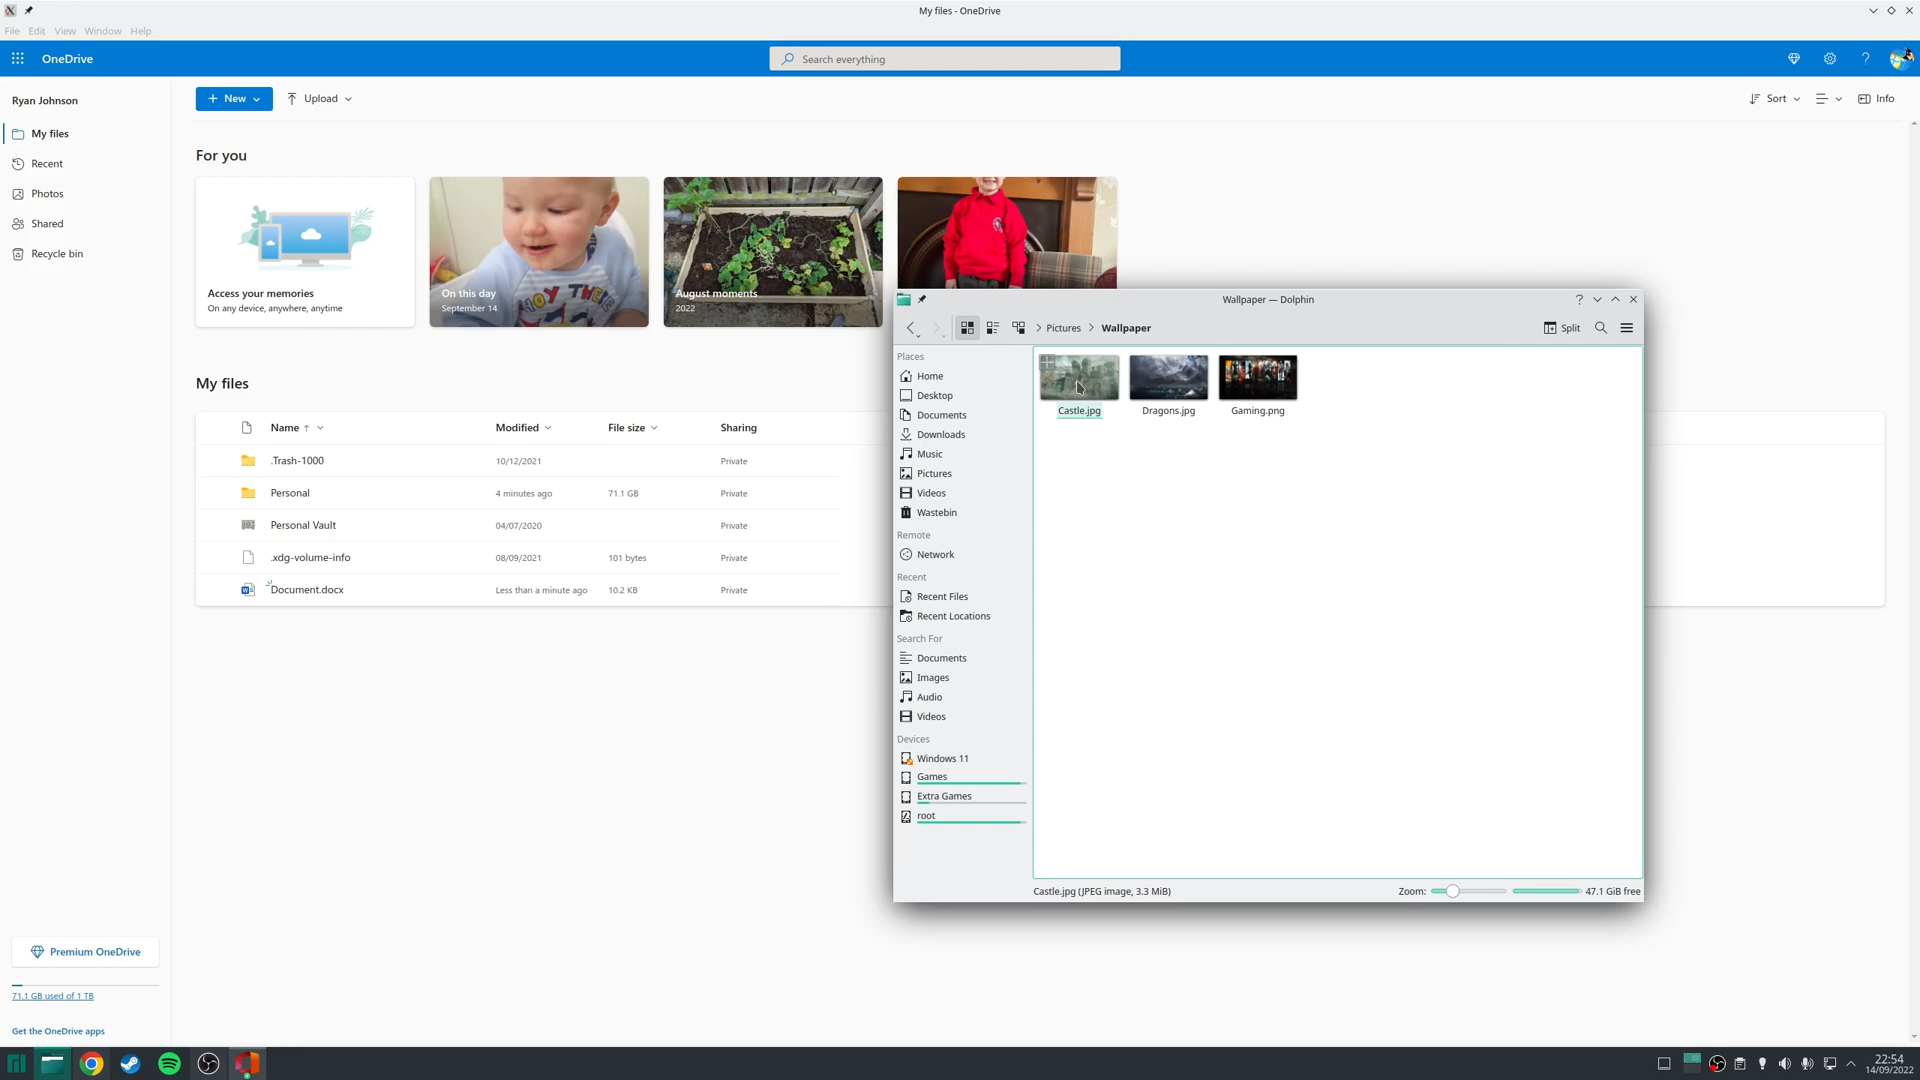 My files - OneDrive
File Edit View Window Help
OneDrive
Search everything
Ryan Johnson
My files
Recent
Photos
Shared
Recycle bin
New
Upload
Sort
Info
For you
Access your memories
On any device, anywhere, anytime
On this day
September 14
August moments
2022
My files
Name Modified File size Sharing
.Trash-1000 10/12/2021 Private
Personal 4 minutes ago 71.1 GB Private
Personal Vault 04/07/2020 Private
.xdg-volume-info 08/09/2021 101 bytes Private
Document.docx Less than a minute ago 10.2 KB Private
Premium OneDrive
71.1 GB used of 1 TB
Get the OneDrive apps
Wallpaper — Dolphin
Pictures Wallpaper
Split
Places
Home
Desktop
Documents
Downloads
Music
Pictures
Videos
Wastebin
Remote
Network
Recent
Recent Files
Recent Locations
Search For
Documents
Images
Audio
Videos
Devices
Windows 11
Games
Extra Games
root
Castle.jpg Dragons.jpg Gaming.png
Castle.jpg (JPEG image, 3.3 MiB)
Zoom: 47.1 GiB free
22:54
14/09/2022